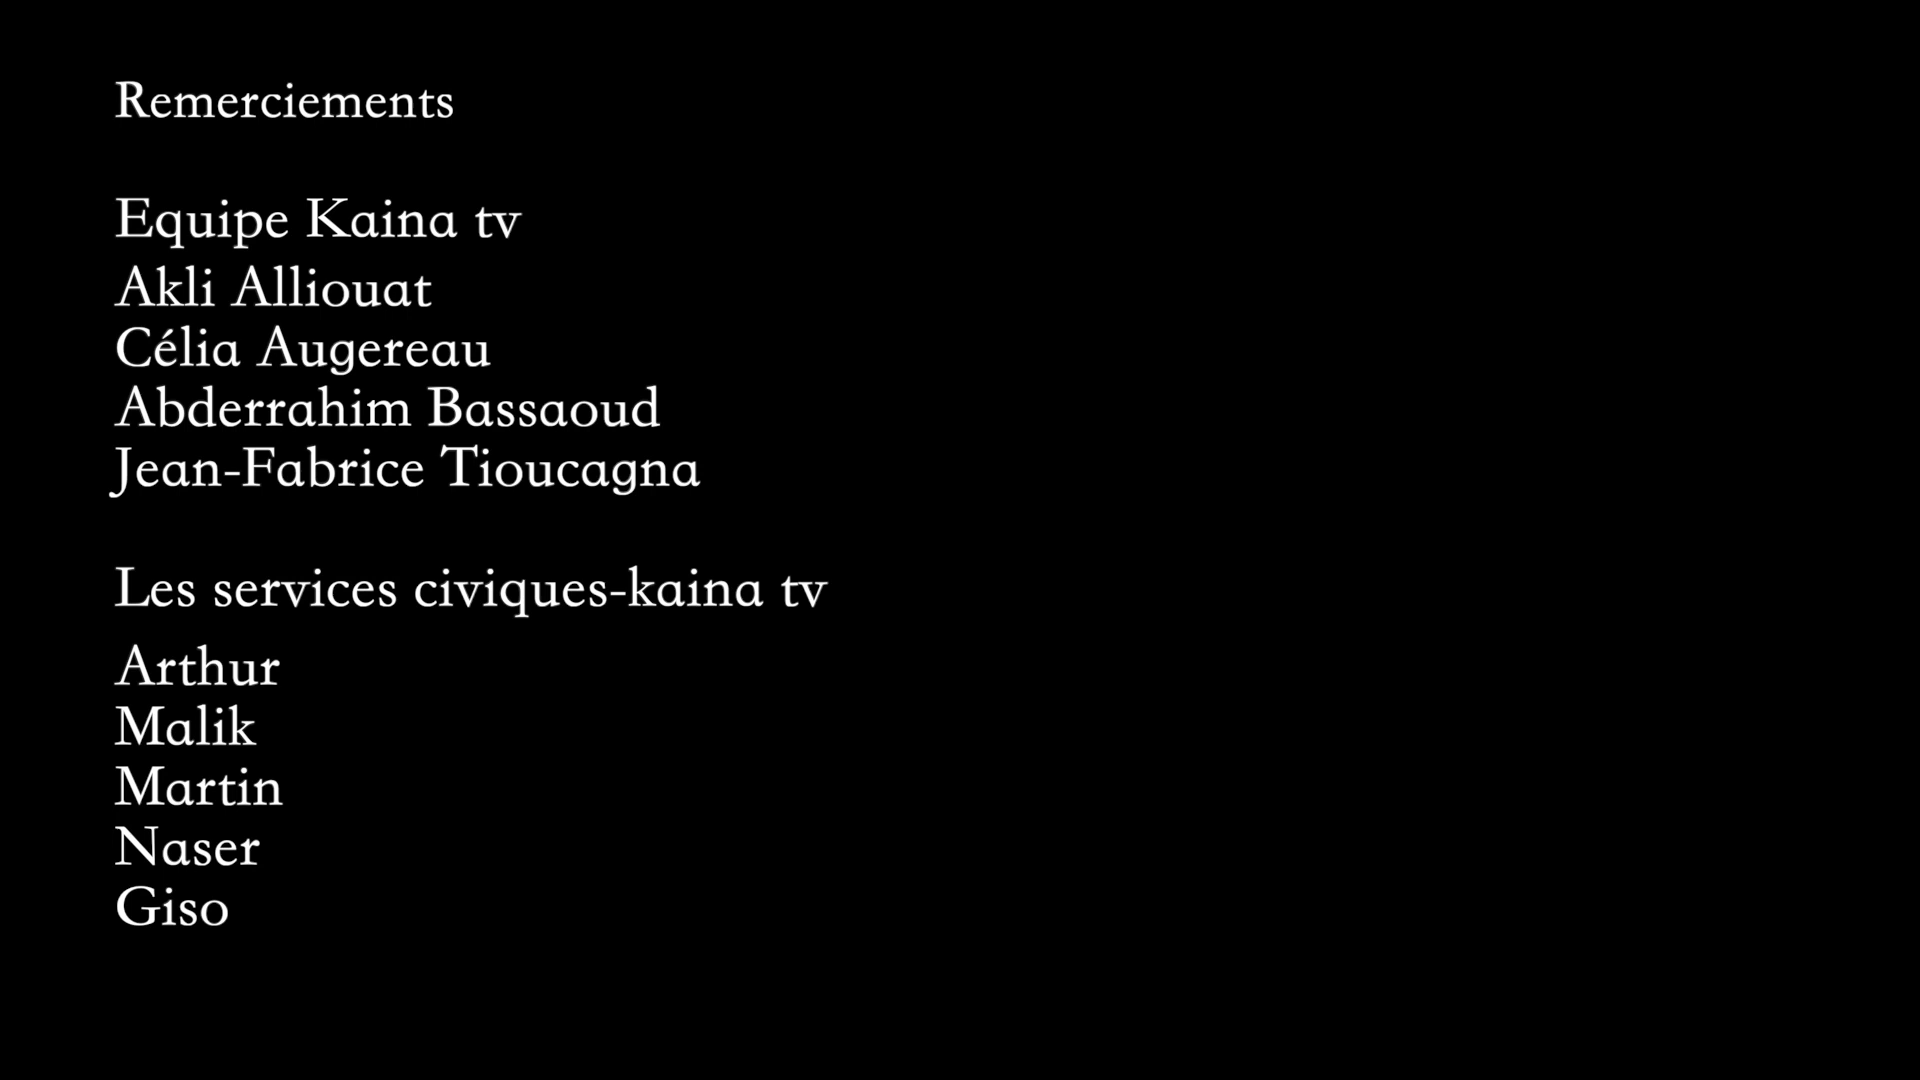 Remerciements
Equipe Kaina tv
Akli Alliouat
Célia Augereau
Abderrahim Bassaoud
Jean-Fabrice Tioucagna
Les services civiques-kaina tv
Arthur
Malik
Martin
Naser
Giso